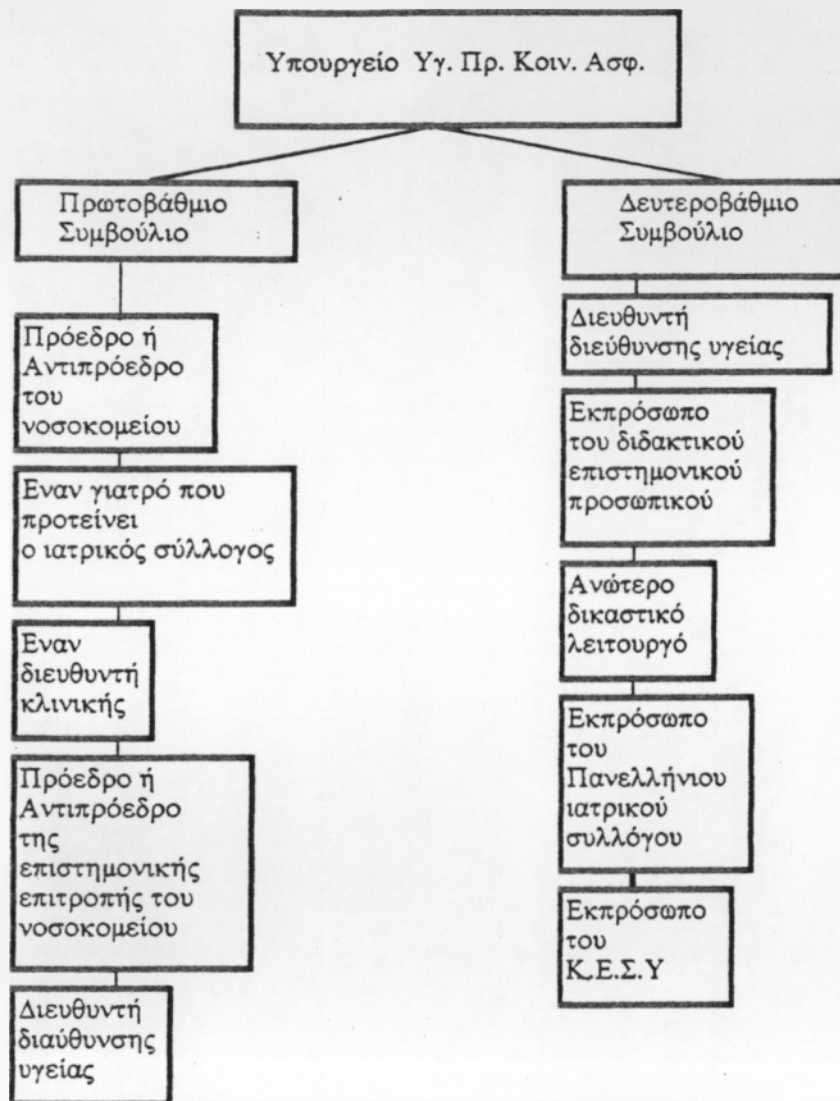 Υπουργείο Υγ. Πρ. Κοιν. Ασφ.
Πρωτοβάθμιο
Συμβούλιο
Πρόεδρο ή
Αντιπρόεδρο
του
νοσοκομείου
Εναν γιατρό που
προτείνει
ο ιατρικός σύλλογος
Εναν
διευθυντή
κλινικής
Πρόεδρο ή
Αντιπρόεδρο
της
επιστημονικής
επιτροπής του
νοσοκομείου
Διευθυντή
διαύθυνσης
υγείας
Δευτεροβάθμιο
Συμβούλιο
Διευθυντή
διεύθυνσης υγείας
Εκπρόσωπο
του διδακτικού
επιστημονικού
προσωπικού
Ανώτερο
δικαστικό
λειτουργό
Εκπρόσωπο
του
Πανελλήνιου
ιατρικού
συλλόγου
Εκπρόσωπο
του
Κ.Ε.Σ.Υ